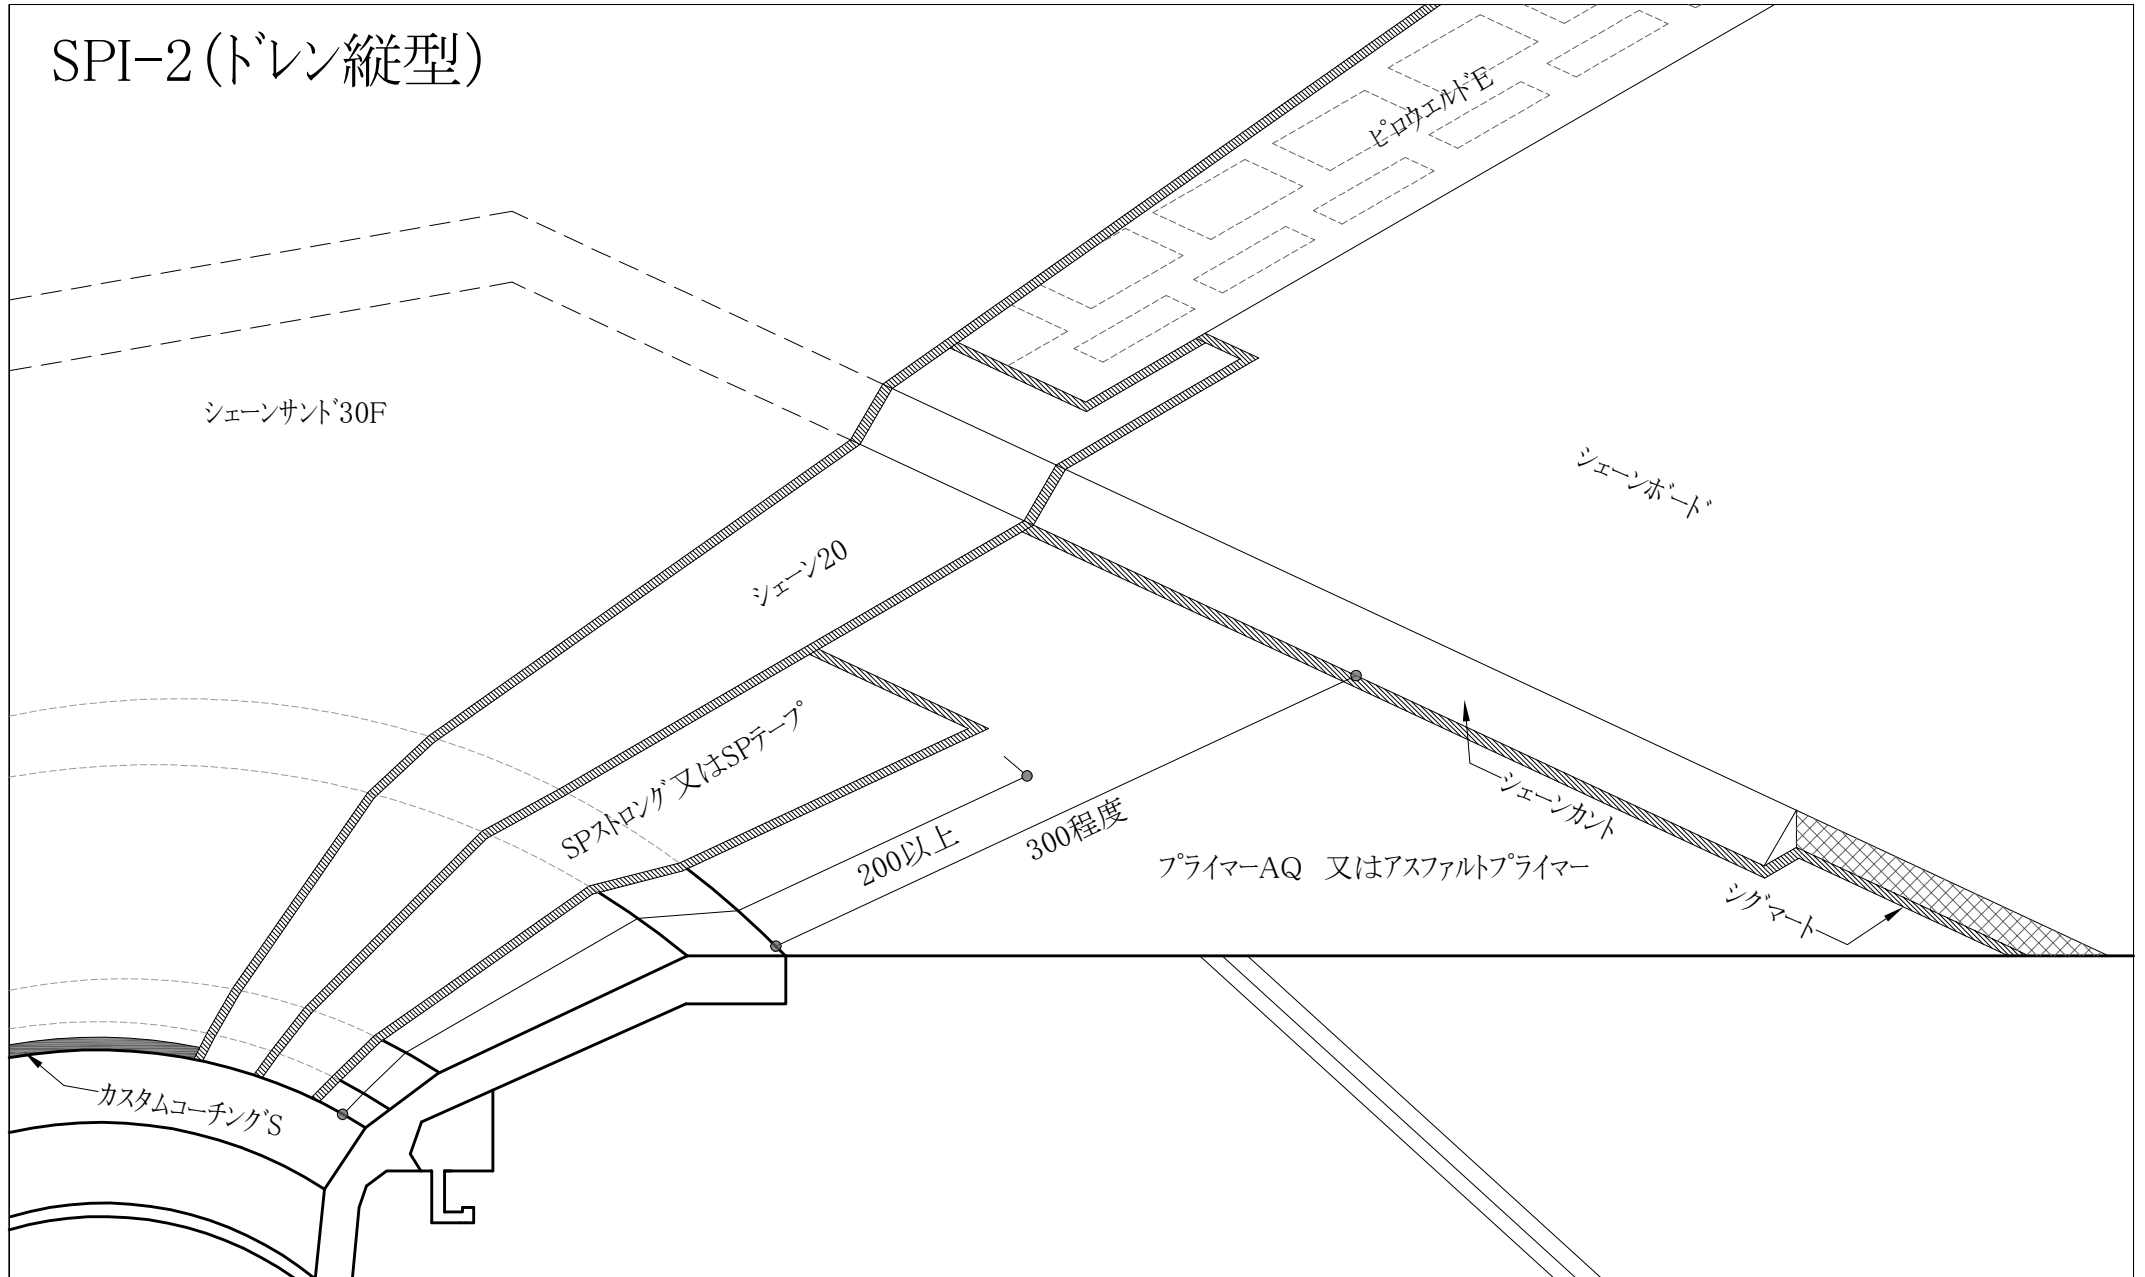 SPI-2(ドレン縦型)
ピロウェルドE
シェーンサンド30F
シェーンボード
シェーン20
SPストロング又はSPテープ
シェーンカント
300程度
200以上
プライマーAQ 又はアスファルトプライマー
シグマート
カスタムコーチングS